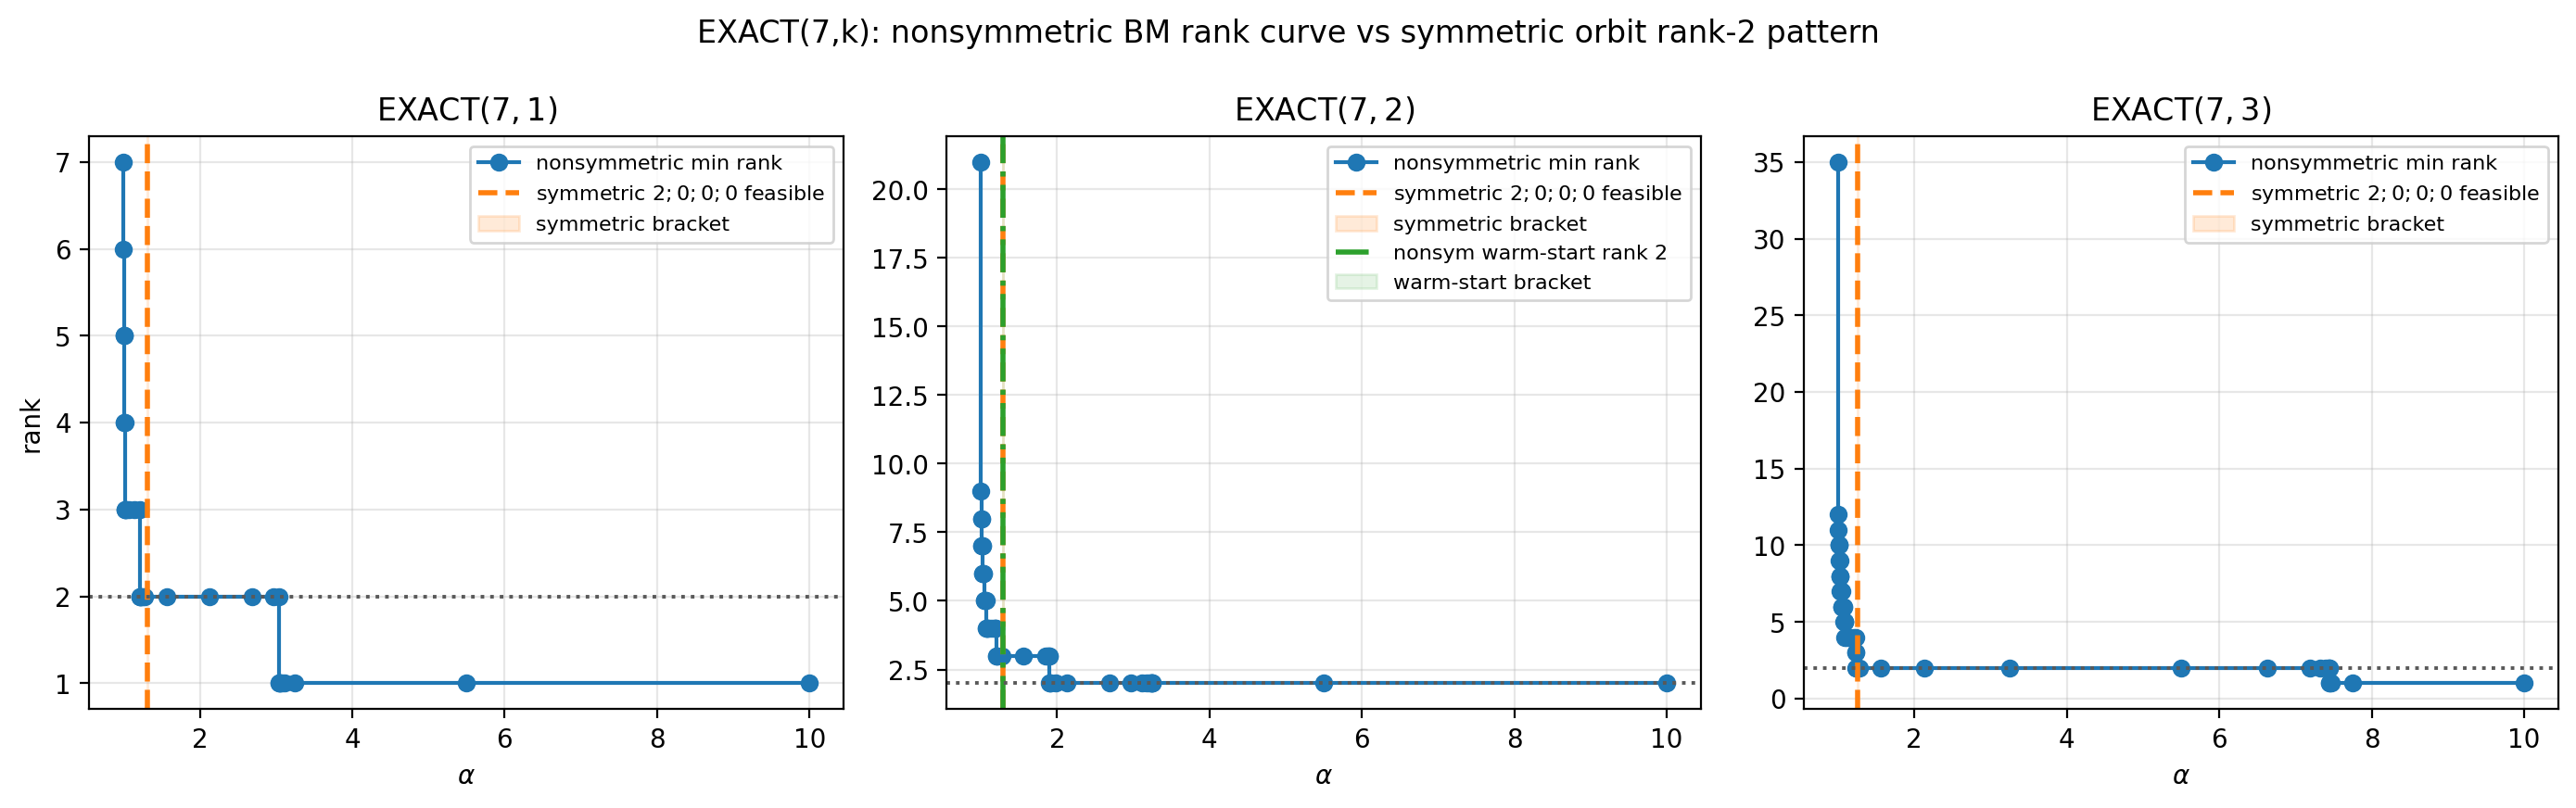 EXACT(7,k): nonsymmetric BM rank curve vs symmetric orbit rank-2 pattern
EXACT(7, 1)
rank
7
6
5
4
3
2
1
nonsymmetric min rank
symmetric 2; 0; 0; 0 feasible
symmetric bracket
2
4
6
8
10
α
EXACT(7, 2)
20.0
17.5
15.0
12.5
10.0
7.5
5.0
2.5
nonsymmetric min rank
symmetric 2; 0; 0; 0 feasible
symmetric bracket
nonsym warm-start rank 2
warm-start bracket
2
4
6
8
10
α
EXACT(7, 3)
35
30
25
20
15
10
5
0
nonsymmetric min rank
symmetric 2; 0; 0; 0 feasible
symmetric bracket
2
4
6
8
10
α